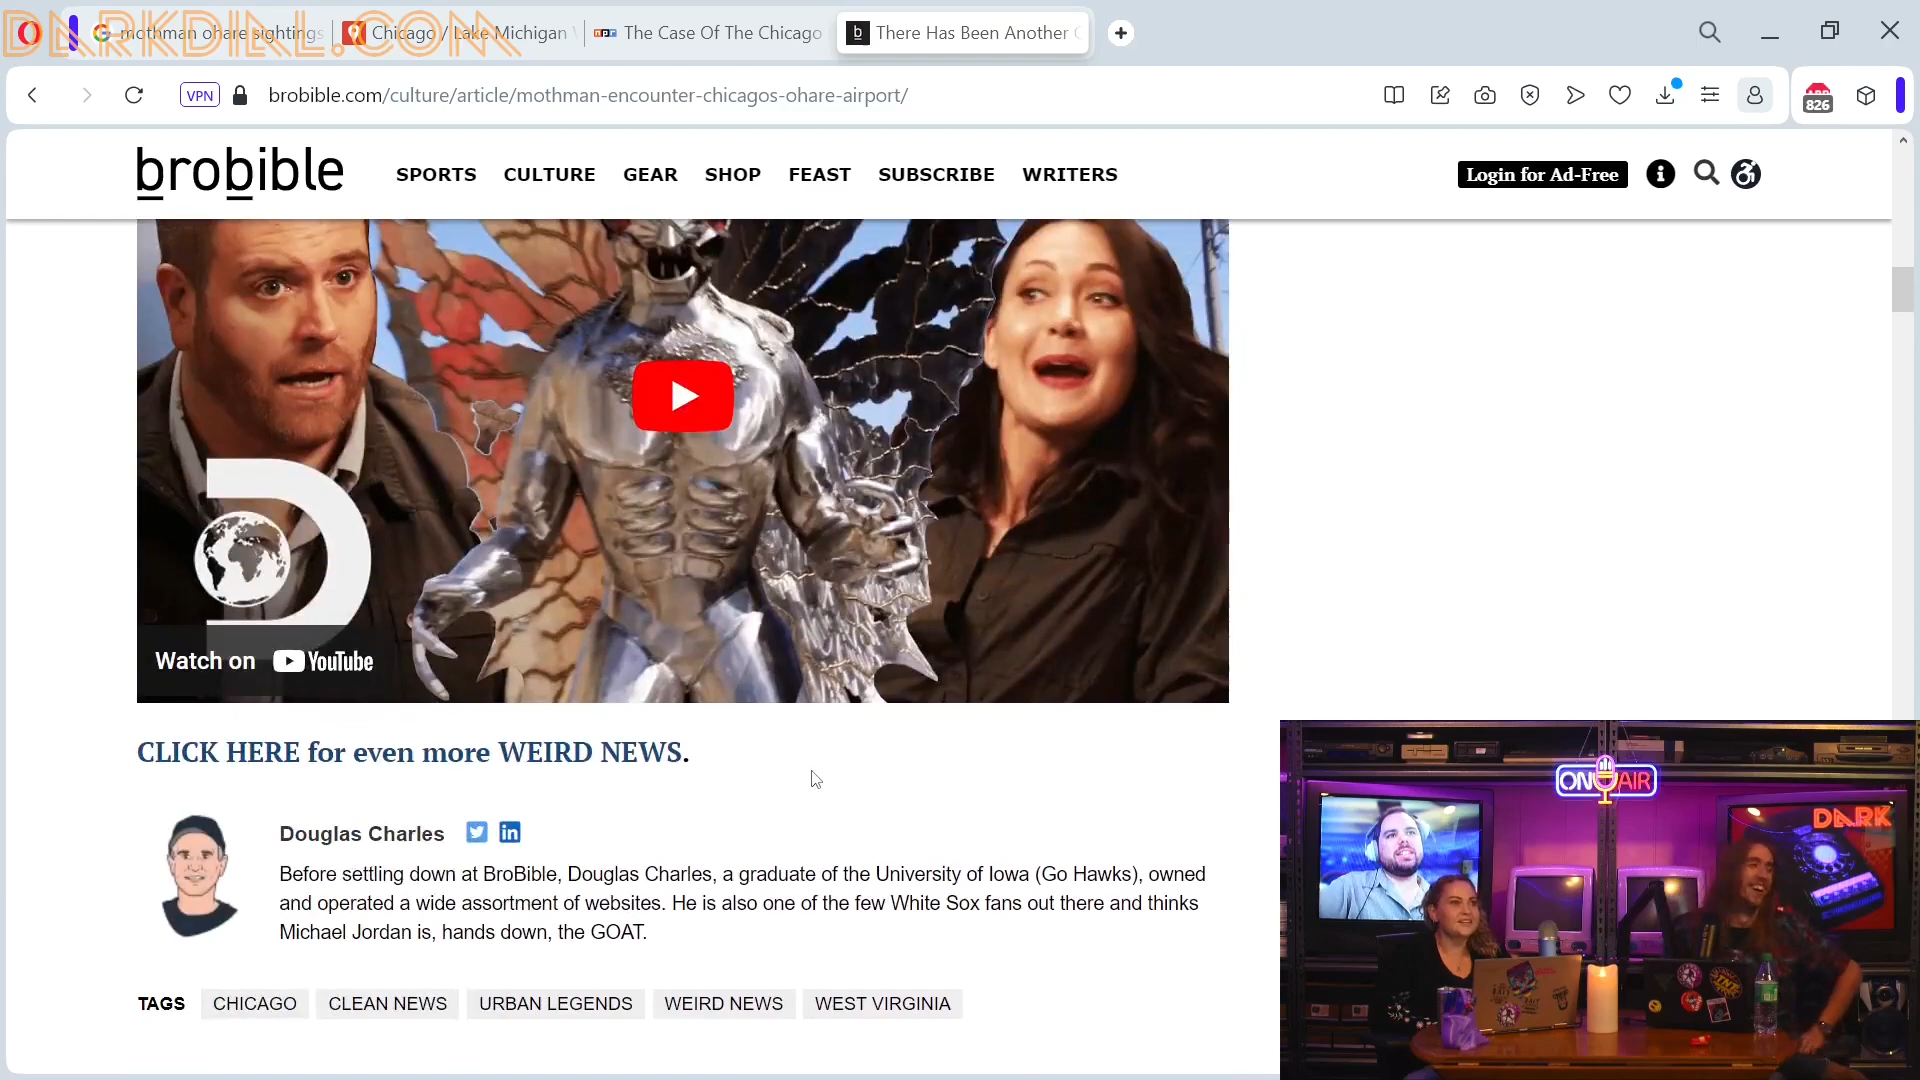 DARKDIAL.COM
mothman ohare sightings
Chicago / Lake Michigan
The Case Of The Chicago
There Has Been Another
VPN
brobible.com/culture/article/mothman-encounter-chicagos-ohare-airport/
826
brobible
SPORTS CULTURE GEAR SHOP FEAST SUBSCRIBE WRITERS
Login for Ad-Free
Watch on YouTube
CLICK HERE for even more WEIRD NEWS.
Douglas Charles
Before settling down at BroBible, Douglas Charles, a graduate of the University of Iowa (Go Hawks), owned
and operated a wide assortment of websites. He is also one of the few White Sox fans out there and thinks
Michael Jordan is, hands down, the GOAT.
TAGS CHICAGO CLEAN NEWS URBAN LEGENDS WEIRD NEWS WEST VIRGINIA
ON AIR
DARK